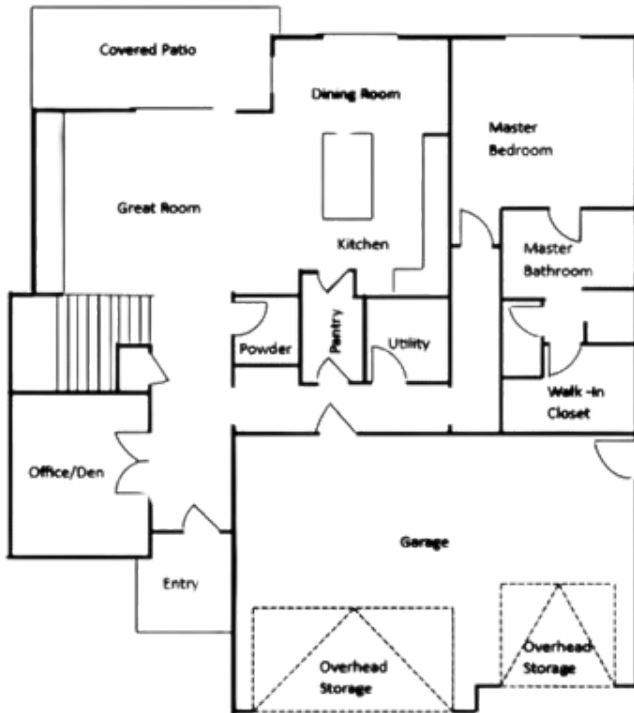 Covered Patio
Dining Room
Master
Bedroom
Great Room
Kitchen
Master
Bathroom
Powder
Pantry
Utility
Walk -In
Closet
Office/Den
Garage
Entry
Overhead
Storage
Overhead
Storage